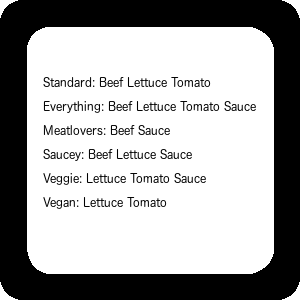 Standard: Beef Lettuce Tomato
Everything: Beef Lettuce Tomato Sauce
Meatlovers: Beef Sauce
Saucey: Beef Lettuce Sauce
Veggie: Lettuce Tomato Sauce
Vegan: Lettuce Tomato